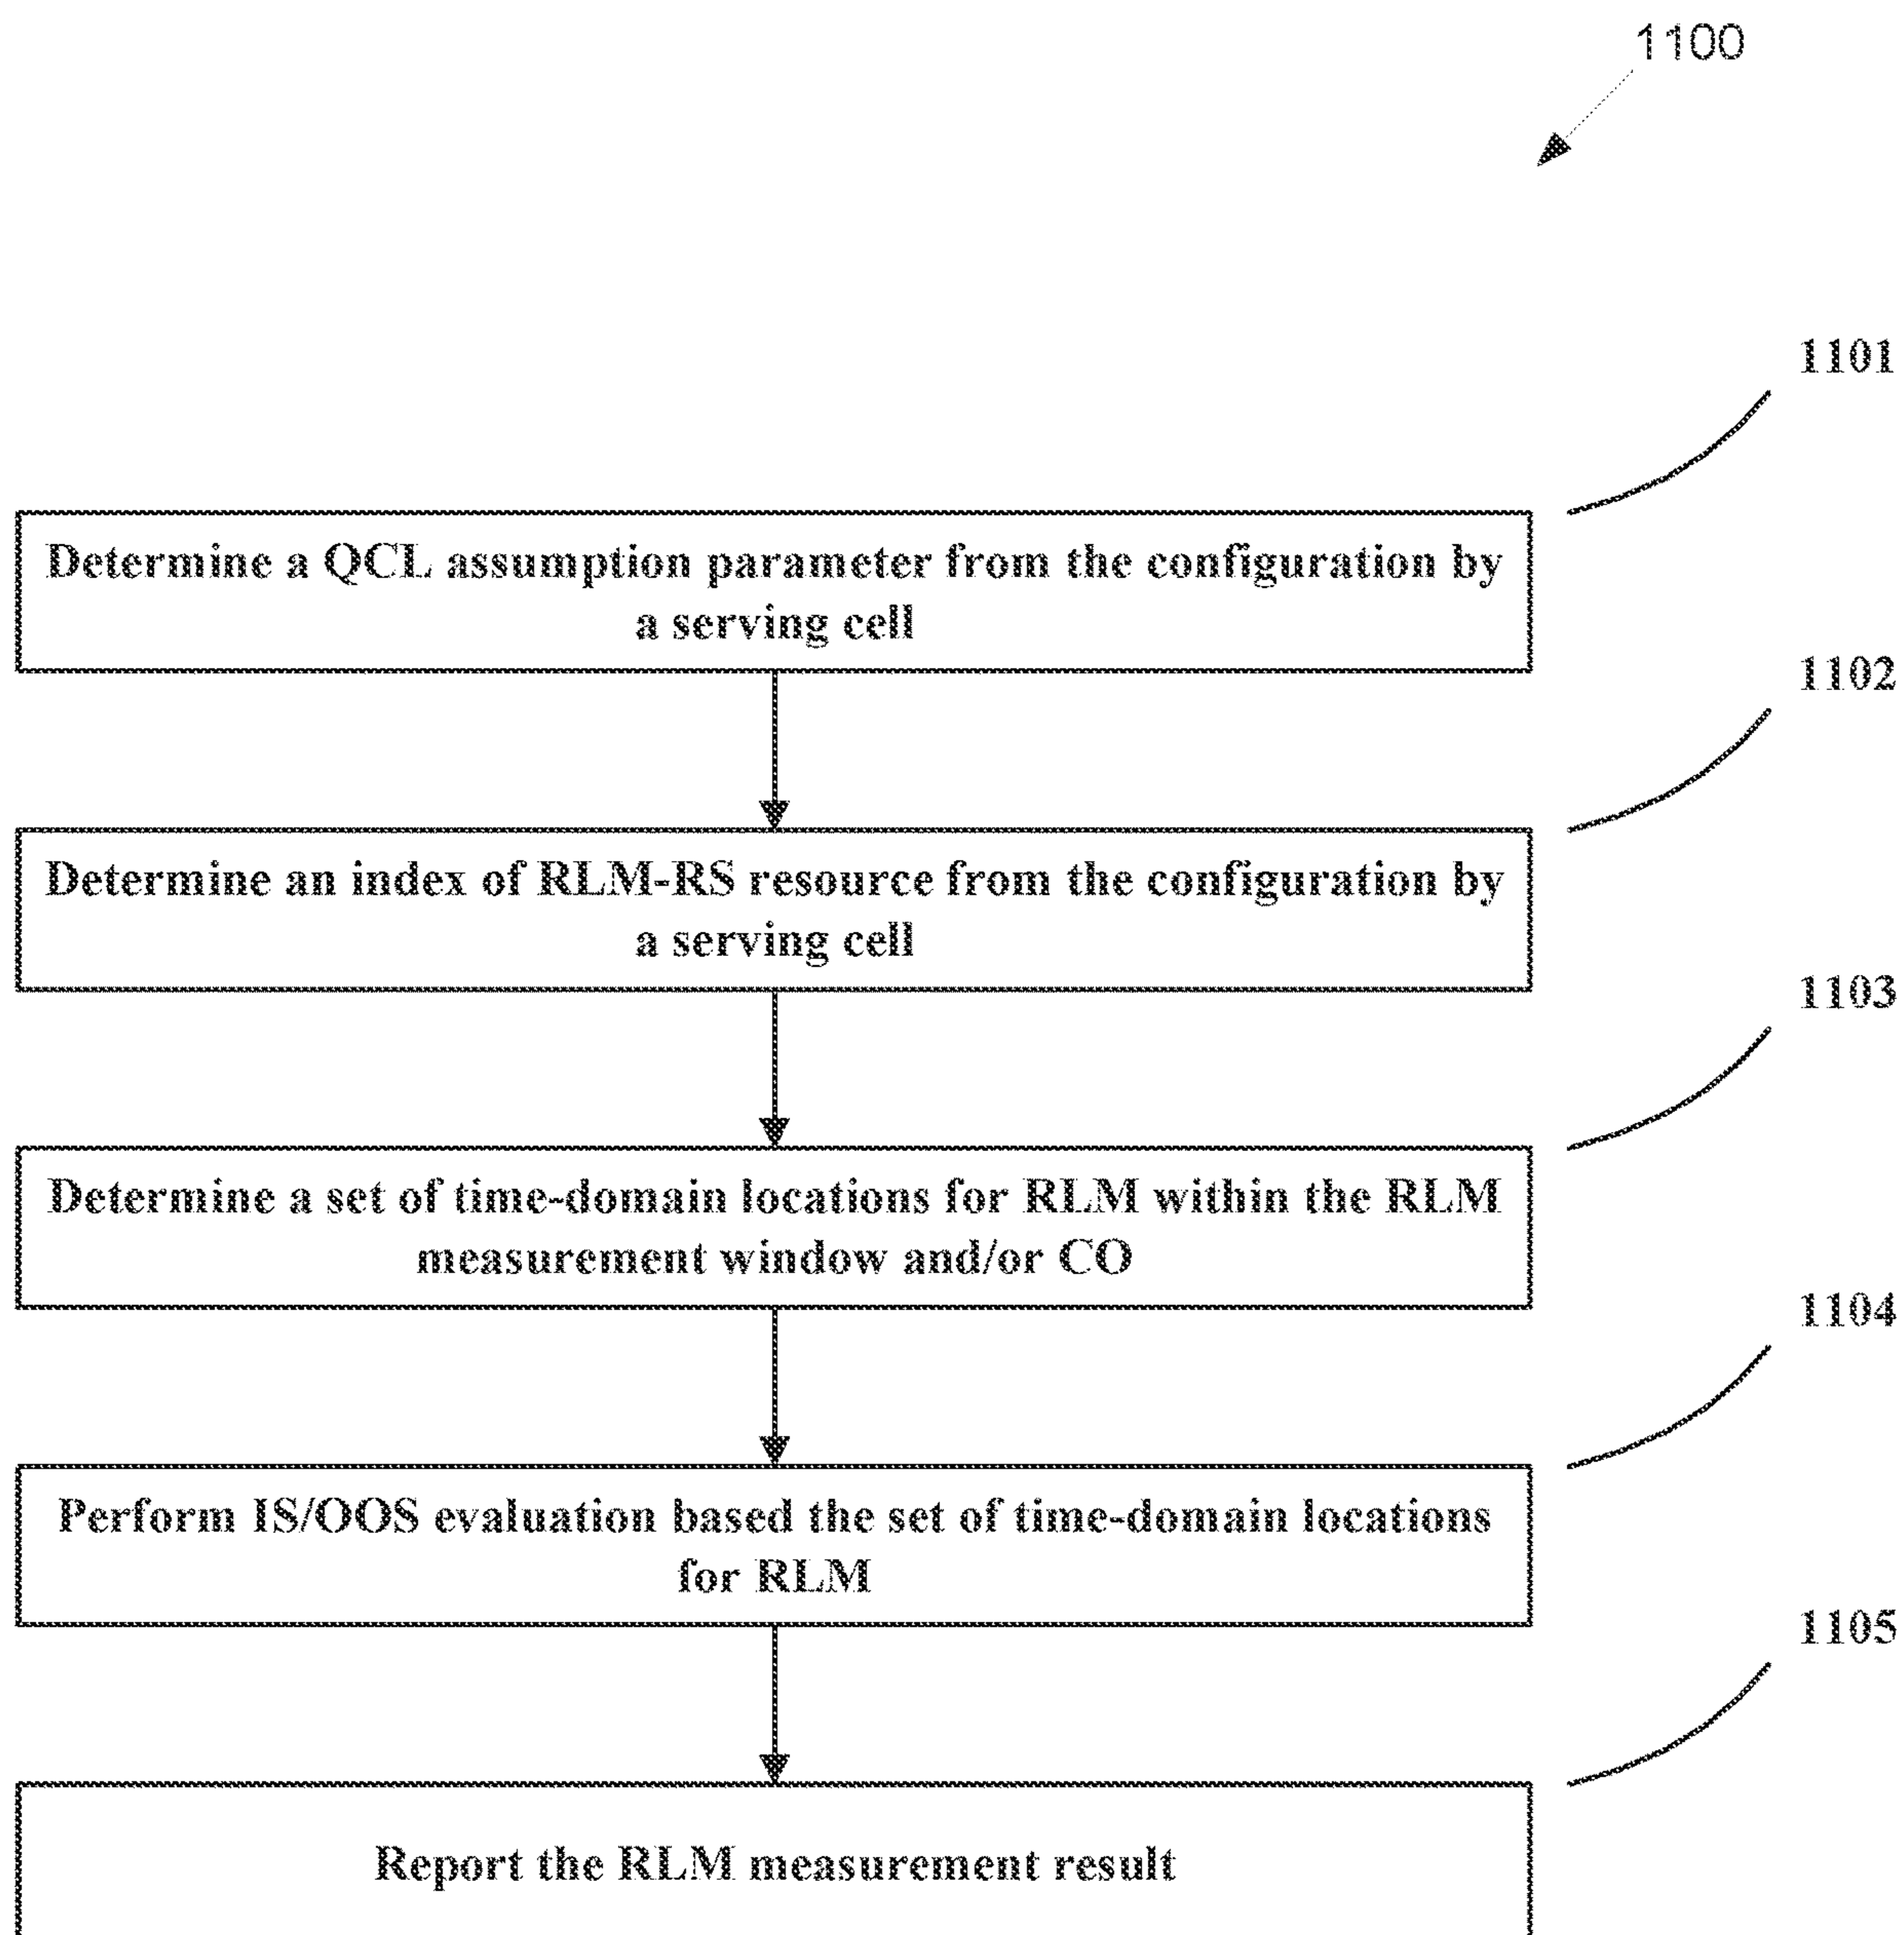 1100
1101
Determine a QCL assumption parameter from the configuration by
a serving cell
1102
Determine an index of RLM-RS resource from the configuration by
a serving cell
1103
Determine a set of time-domain locations for RLM within the RLM
measurement window and/or CO
1104
Perform IS/OOS evaluation based the set of time-domain locations
for RLM
1105
Report the RLM measurement result